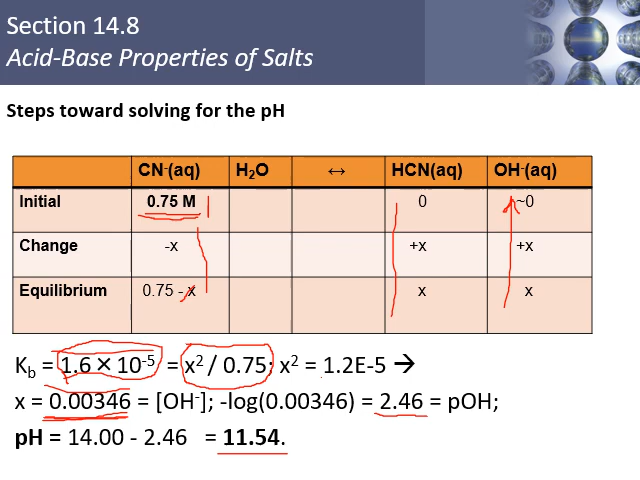 Section 14.8
Acid-Base Properties of Salts
Steps toward solving for the pH
CN⁻(aq) H₂O ↔ HCN(aq) OH⁻(aq)
Initial 0.75 M 0 ~0
Change -x +x +x
Equilibrium 0.75 - x x x
K_b = 1.6 × 10⁻⁵ = x² / 0.75; x² = 1.2E-5 →
x = 0.00346 = [OH⁻]; -log(0.00346) = 2.46 = pOH;
pH = 14.00 - 2.46 = 11.54.